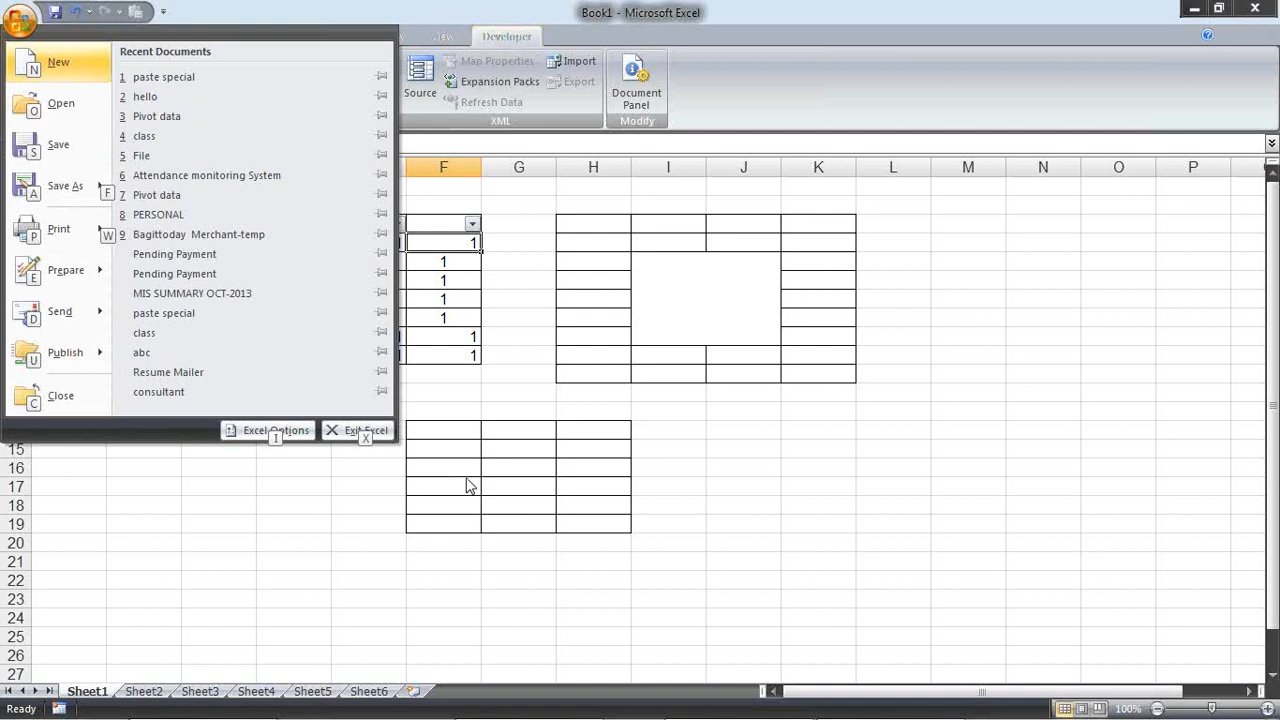 Book1 - Microsoft Excel
Developer
New
N
Open
O
Save
S
Save As
A
F
Print
P
W
Prepare
E
Send
D
Publish
U
Close
C
Recent Documents
1 paste special
2 hello
3 Pivot data
4 class
5 File
6 Attendance monitoring System
7 Pivot data
8 PERSONAL
9 Bagittoday Merchant-temp
Pending Payment
Pending Payment
MIS SUMMARY OCT-2013
paste special
class
abc
Resume Mailer
consultant
Excel Options
I
Exit Excel
X
Source
Map Properties
Expansion Packs
Refresh Data
Import
Export
XML
Document
Panel
Modify
F G H I J K L M N O P
1
1
1
1
1
1
1
15
16
17
18
19
20
21
22
23
24
25
26
27
Sheet1 Sheet2 Sheet3 Sheet4 Sheet5 Sheet6
Ready
100%